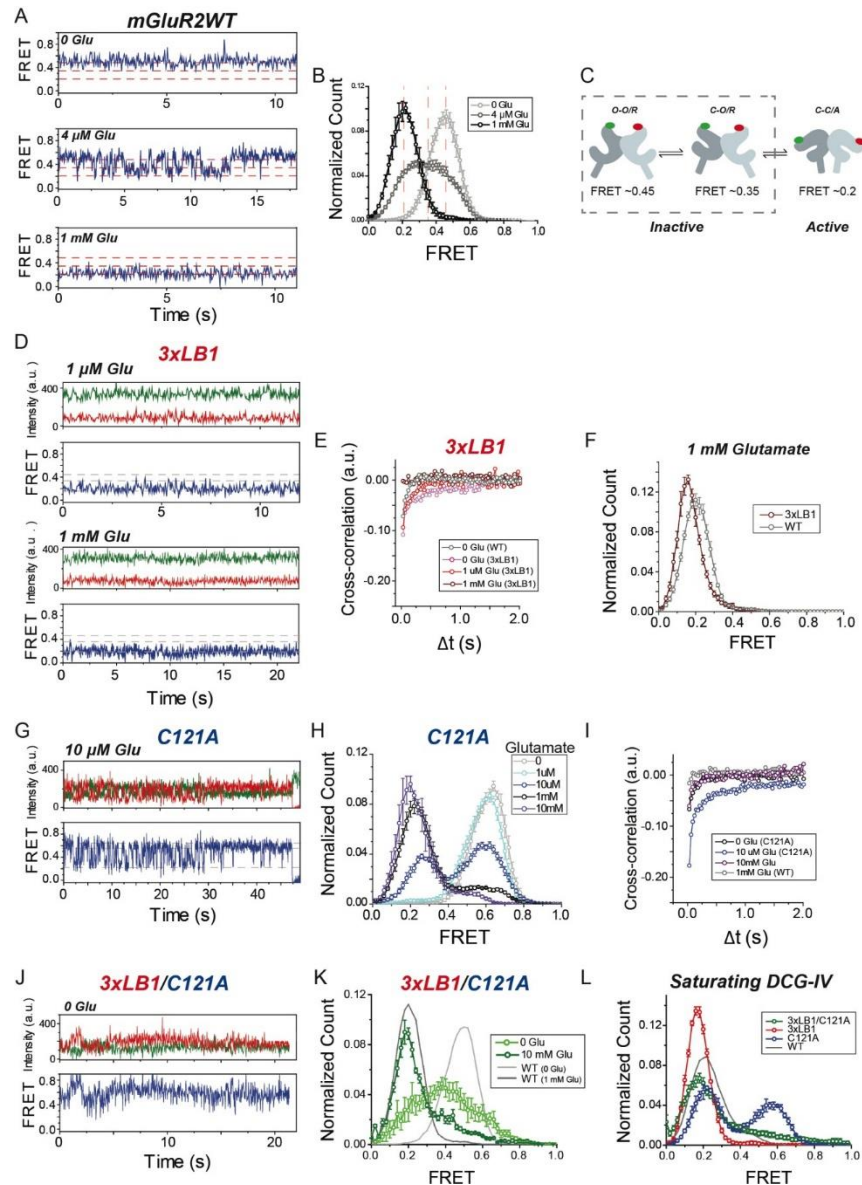 A
mGluR2WT
0 Glu
FRET
0.8
0.4
0.0
0
5
10
4 µM Glu
FRET
0.8
0.4
0.0
0
5
10
15
1 mM Glu
FRET
0.8
0.4
0.0
0
5
10
Time (s)
B
Normalized Count
0.12
0.08
0.04
0.00
0 Glu
4 µM Glu
1 mM Glu
0.0 0.2 0.4 0.6 0.8 1.0
FRET
C
O-O/R
C-O/R
C-C/A
FRET ~0.45
FRET ~0.35
FRET ~0.2
Inactive
Active
D
3xLB1
1 µM Glu
Intensity (a.u.)
400
0
FRET
0.8
0.4
0.0
0
5
10
1 mM Glu
Intensity (a.u .)
400
0
FRET
0.8
0.4
0.0
0 5 10 15 20
Time (s)
E
3xLB1
Cross-correlation (a.u.)
0.00
-0.05
-0.10
-0.20
0 Glu (WT)
0 Glu (3xLB1)
1 uM Glu (3xLB1)
1 mM Glu (3xLB1)
0.0 0.5 1.0 1.5 2.0
Δt (s)
F
1 mM Glutamate
Normalized Count
0.12
0.08
0.04
0.00
3xLB1
WT
0.0 0.2 0.4 0.6 0.8 1.0
FRET
G
C121A
10 µM Glu
Intensity (a.u.)
400
0
FRET
0.8
0.4
0.0
0 10 20 30 40
Time (s)
H
C121A
Normalized Count
0.12
0.08
0.04
0.00
Glutamate
0
1uM
10uM
1mM
10mM
0.0 0.2 0.4 0.6 0.8 1.0
FRET
I
Cross-correlation (a.u.)
0.00
-0.05
-0.10
-0.20
0 Glu (C121A)
10 uM Glu (C121A)
10mM Glu
1mM Glu (WT)
0.0 0.5 1.0 1.5 2.0
Δt (s)
J
3xLB1/C121A
0 Glu
Intensity (a.u.)
400
0
FRET
0.8
0.4
0.0
0
10
20
Time (s)
K
3xLB1/C121A
Normalized Count
0.12
0.08
0.04
0.00
0 Glu
10 mM Glu
WT (0 Glu)
WT (1 mM Glu)
0.0 0.2 0.4 0.6 0.8 1.0
FRET
L
Saturating DCG-IV
Normalized Count
0.12
0.08
0.04
0.00
3xLB1/C121A
3xLB1
C121A
WT
0.0 0.2 0.4 0.6 0.8 1.0
FRET